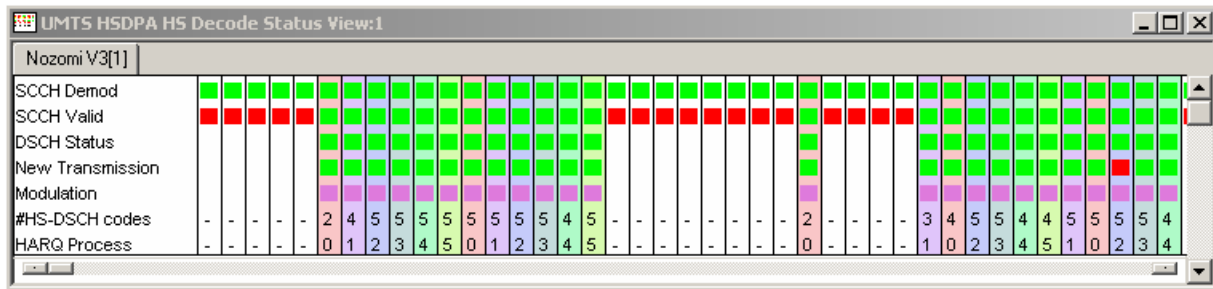 UMTS HSDPA HS Decode Status View:1
Nozomi V3[1]
SCCH Demod
SCCH Valid
DSCH Status
New Transmission
Modulation
#HS-DSCH codes - - - - - 2 4 5 5 5 5 5 5 5 5 4 5 - - - - - - - - 2 - - - - 3 4 5 5 4 4 5 5 5 5 4
HARQ Process - - - - - 0 1 2 3 4 5 0 1 2 3 4 5 - - - - - - - - 0 - - - - 1 0 2 3 4 5 1 0 2 3 4